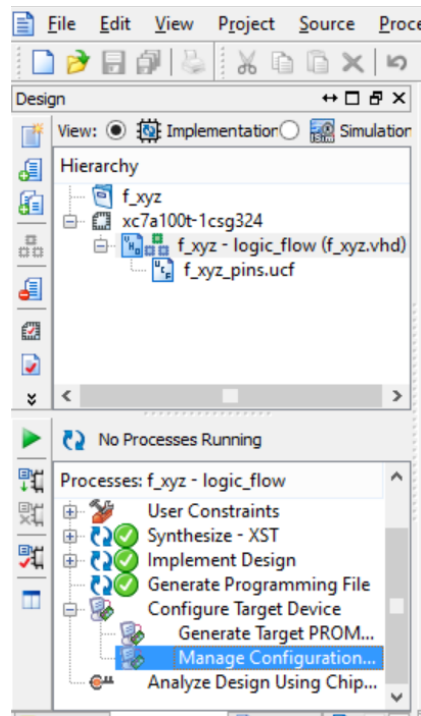 File Edit View Project Source Proce
Design
View: Implementation Simulation
Hierarchy
f_xyz
xc7a100t-1csg324
f_xyz - logic_flow (f_xyz.vhd)
f_xyz_pins.ucf
No Processes Running
Processes: f_xyz - logic_flow
User Constraints
Synthesize - XST
Implement Design
Generate Programming File
Configure Target Device
Generate Target PROM...
Manage Configuration...
Analyze Design Using Chip...